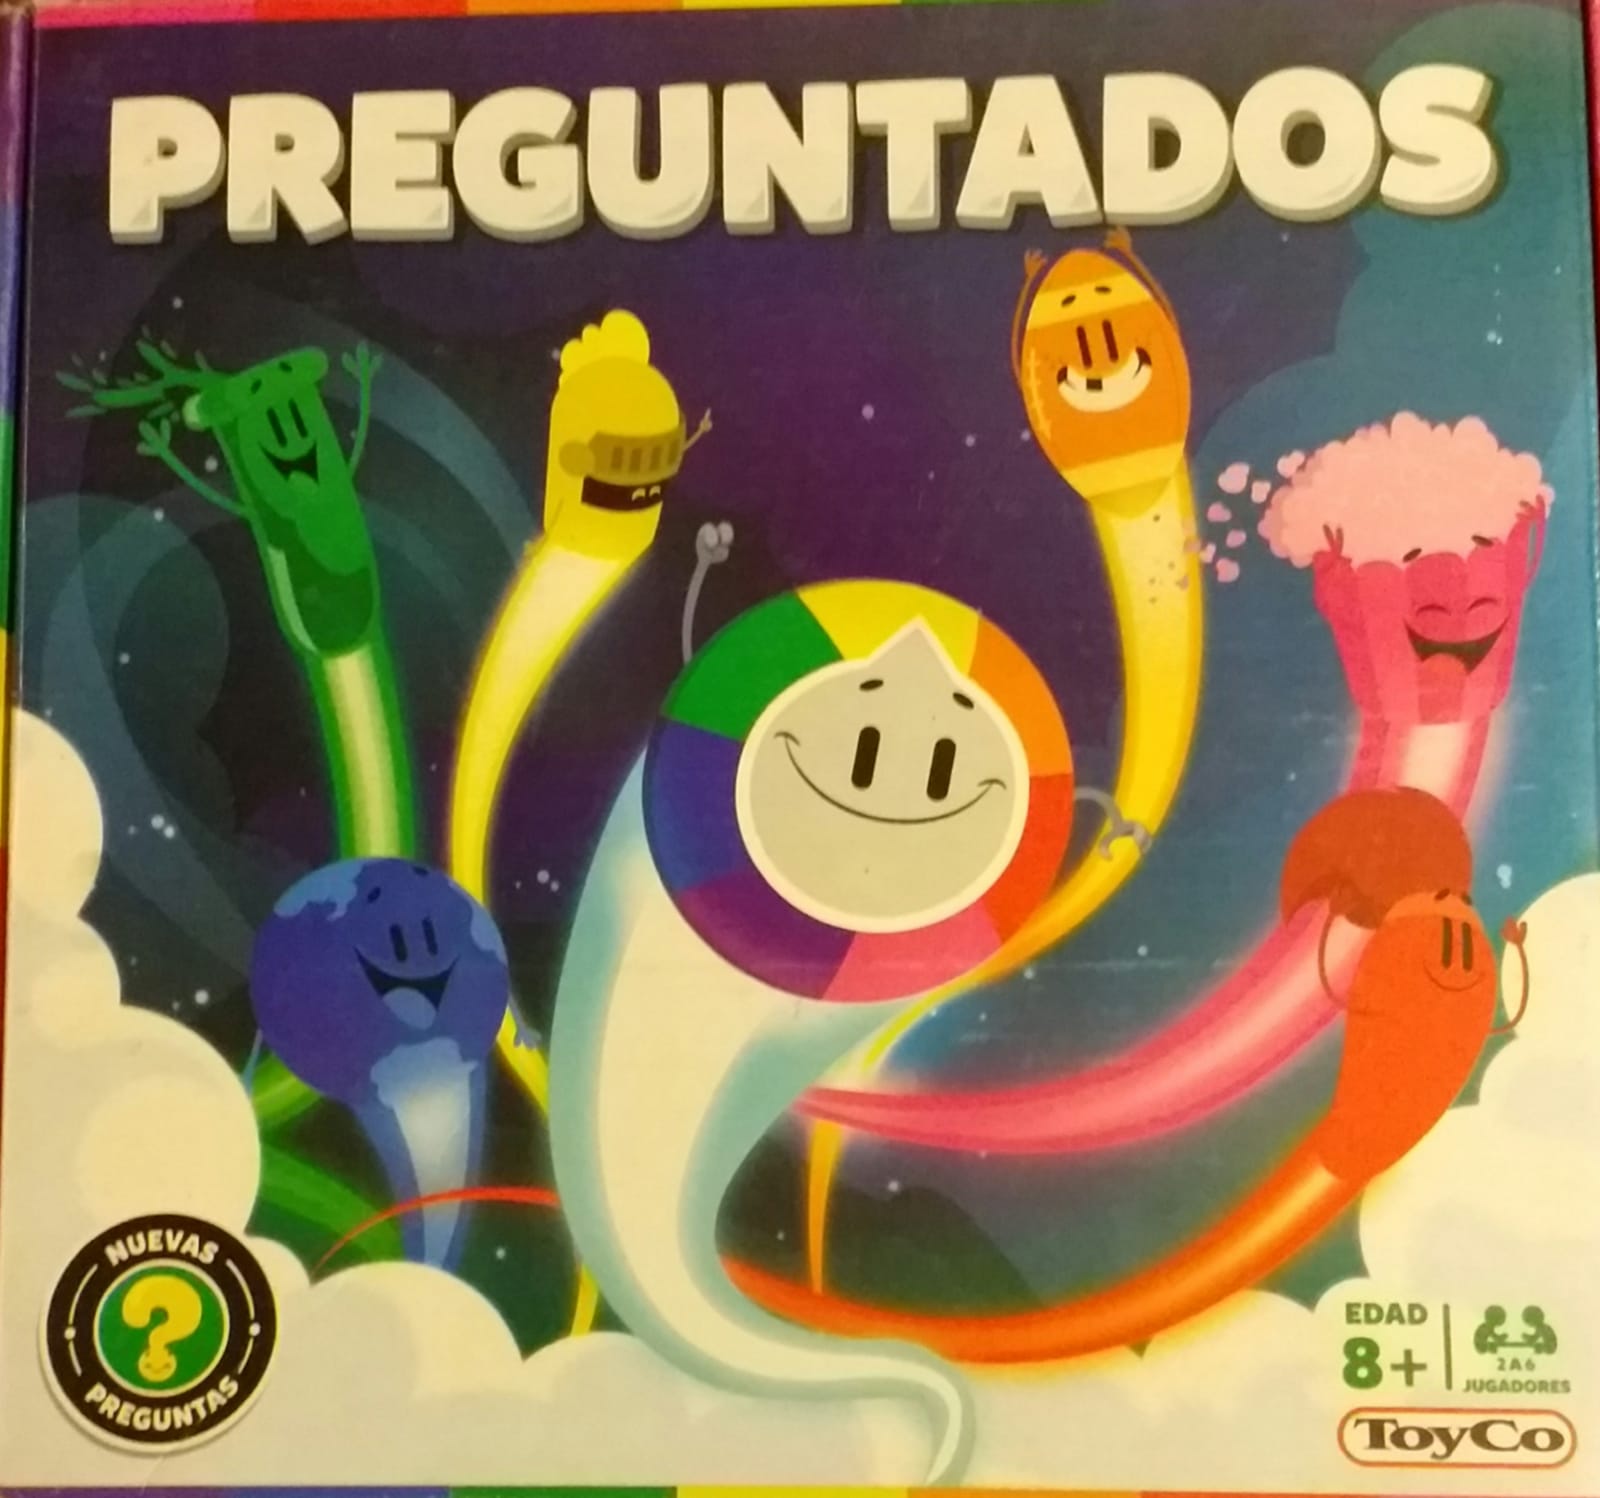 PREGUNTADOS
NUEVAS
?
PREGUNTAS
EDAD
8+
2 A 6
JUGADORES
ToyCo